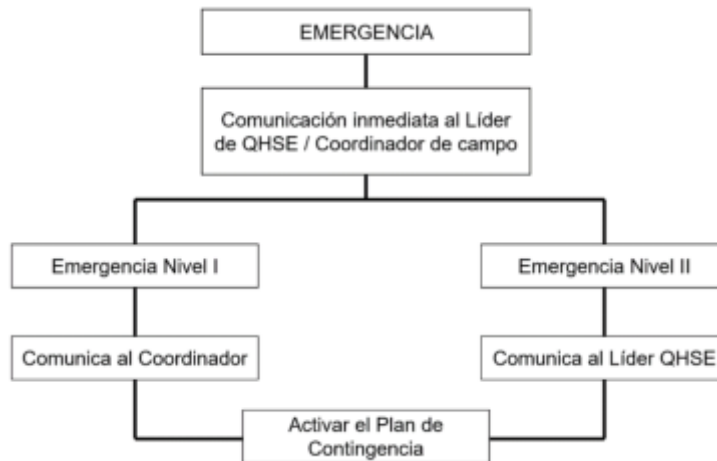 EMERGENCIA
Comunicación inmediata al Líder
de QHSE / Coordinador de campo
Emergencia Nivel I
Emergencia Nivel II
Comunica al Coordinador
Comunica al Líder QHSE
Activar el Plan de
Contingencia